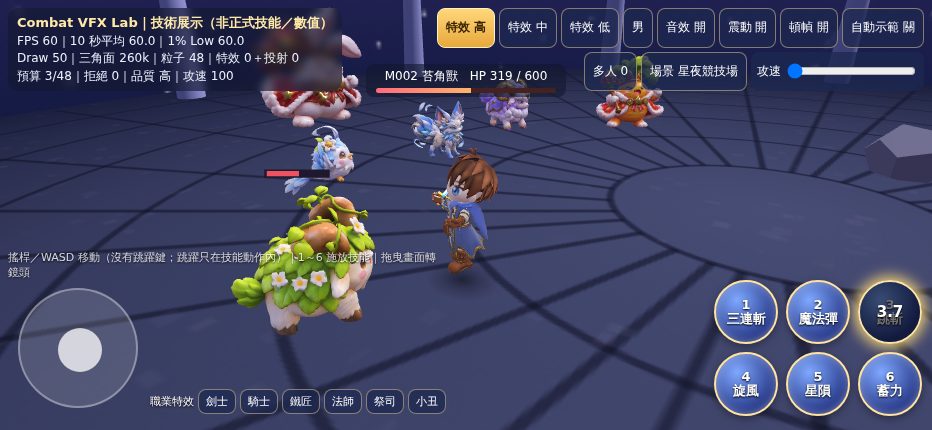 Combat VFX Lab｜技術展示（非正式技能／數值）
FPS 60｜10 秒平均 60.0｜1% Low 60.0
Draw 50｜三角面 260k｜粒子 48｜特效 0＋投射 0
預算 3/48｜拒絕 0｜品質 高｜攻速 100
特效 高
特效 中
特效 低
男
音效 開
震動 開
頓幀 開
自動示範 關
M002 苔角獸 HP 319 / 600
多人 0
場景 星夜競技場
攻速
搖桿／WASD 移動（沒有跳躍鍵；跳躍只在技能動作內）｜1～6 施放技能｜拖曳畫面轉
鏡頭
1
三連斬
2
魔法彈
3.7
4
旋風
5
星隕
6
蓄力
職業特效
劍士
騎士
鐵匠
法師
祭司
小丑